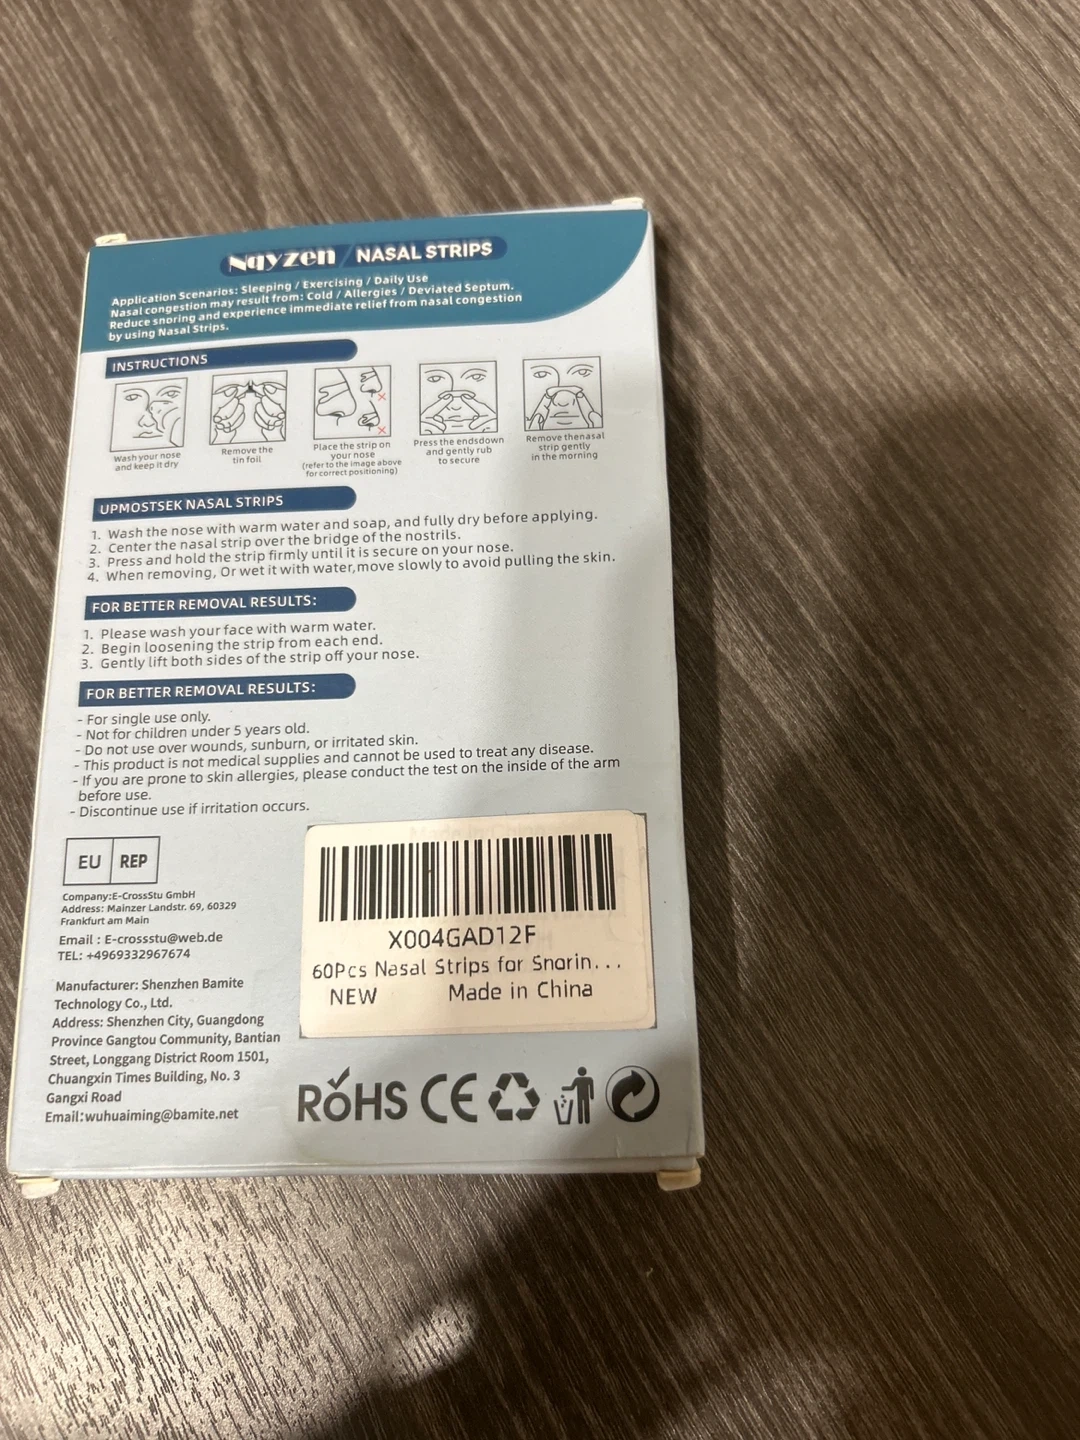 Nayzen / NASAL STRIPS
Application Scenarios: Sleeping / Exercising / Daily Use
Nasal congestion may result from: Cold / Allergies / Deviated Septum.
Reduce snoring and experience immediate relief from nasal congestion
by using Nasal Strips.
INSTRUCTIONS
Wash your nose
and keep it dry
Remove the
tin foil
Place the strip on
your nose
(refer to the image above
for correct positioning)
Press the endsdown
and gently rub
to secure
Remove thenasal
strip gently
in the morning
UPMOSTSEK NASAL STRIPS
1. Wash the nose with warm water and soap, and fully dry before applying.
2. Center the nasal strip over the bridge of the nostrils.
3. Press and hold the strip firmly until it is secure on your nose.
4. When removing, Or wet it with water,move slowly to avoid pulling the skin.
FOR BETTER REMOVAL RESULTS:
1. Please wash your face with warm water.
2. Begin loosening the strip from each end.
3. Gently lift both sides of the strip off your nose.
FOR BETTER REMOVAL RESULTS:
- For single use only.
- Not for children under 5 years old.
- Do not use over wounds, sunburn, or irritated skin.
- This product is not medical supplies and cannot be used to treat any disease.
- If you are prone to skin allergies, please conduct the test on the inside of the arm
before use.
- Discontinue use if irritation occurs.
EU REP
Company:E-CrossStu GmbH
Address: Mainzer Landstr. 69, 60329
Frankfurt am Main
Email : E-crossstu@web.de
TEL: +4969332967674
Manufacturer: Shenzhen Bamite
Technology Co., Ltd.
Address: Shenzhen City, Guangdong
Province Gangtou Community, Bantian
Street, Longgang District Room 1501,
Chuangxin Times Building, No. 3
Gangxi Road
Email:wuhuaiming@bamite.net
X004GAD12F
60Pcs Nasal Strips for Snorin...
NEW Made in China
RoHS CE